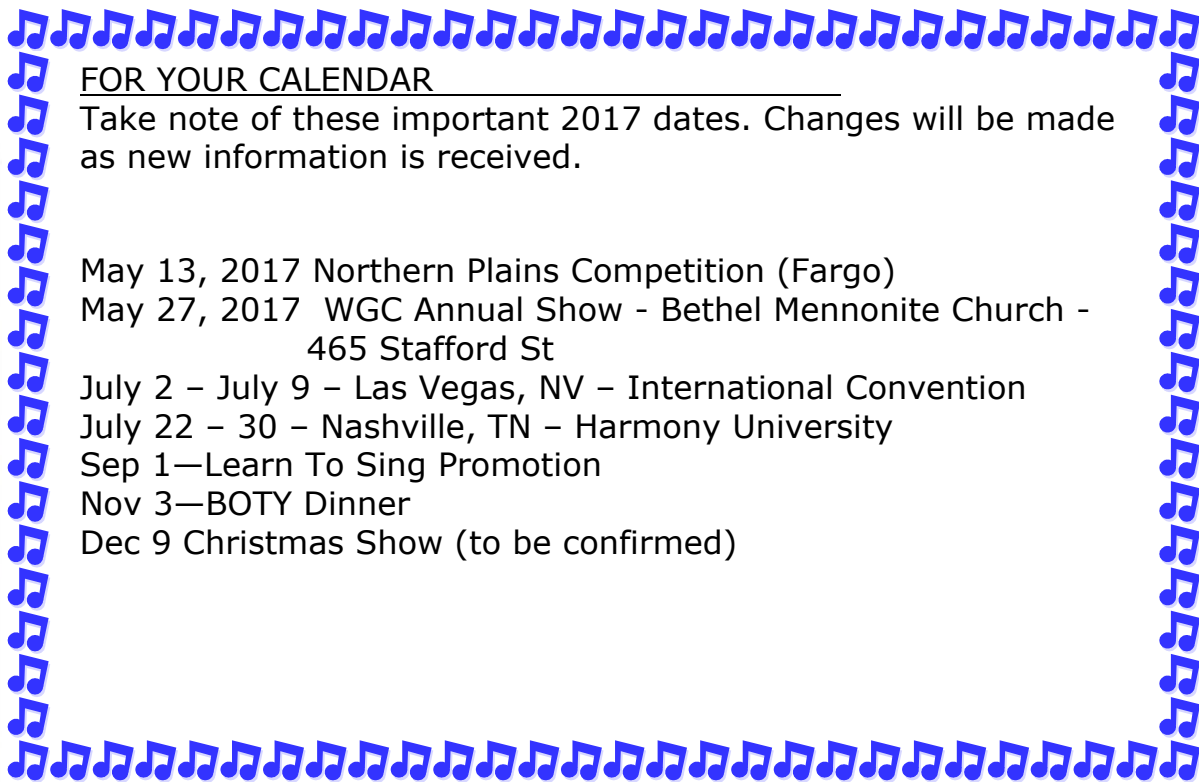 FOR YOUR CALENDAR
Take note of these important 2017 dates. Changes will be made
as new information is received.
May 13, 2017 Northern Plains Competition (Fargo)
May 27, 2017  WGC Annual Show - Bethel Mennonite Church -
465 Stafford St
July 2 – July 9 – Las Vegas, NV – International Convention
July 22 – 30 – Nashville, TN – Harmony University
Sep 1—Learn To Sing Promotion
Nov 3—BOTY Dinner
Dec 9 Christmas Show (to be confirmed)